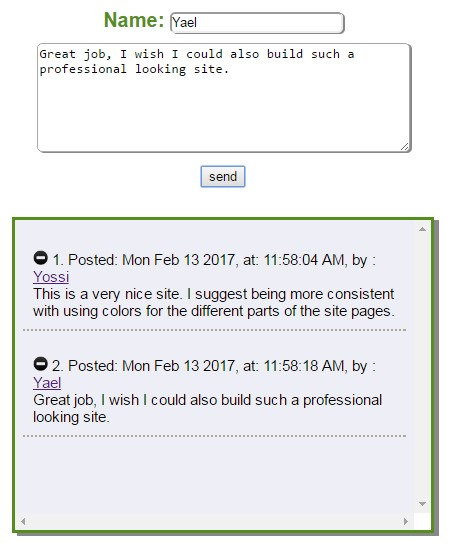 Name: Yael
Great job, I wish I could also build such a
professional looking site.
send
1. Posted: Mon Feb 13 2017, at: 11:58:04 AM, by :
Yossi
This is a very nice site. I suggest being more consistent
with using colors for the different parts of the site pages.
2. Posted: Mon Feb 13 2017, at: 11:58:18 AM, by :
Yael
Great job, I wish I could also build such a professional
looking site.